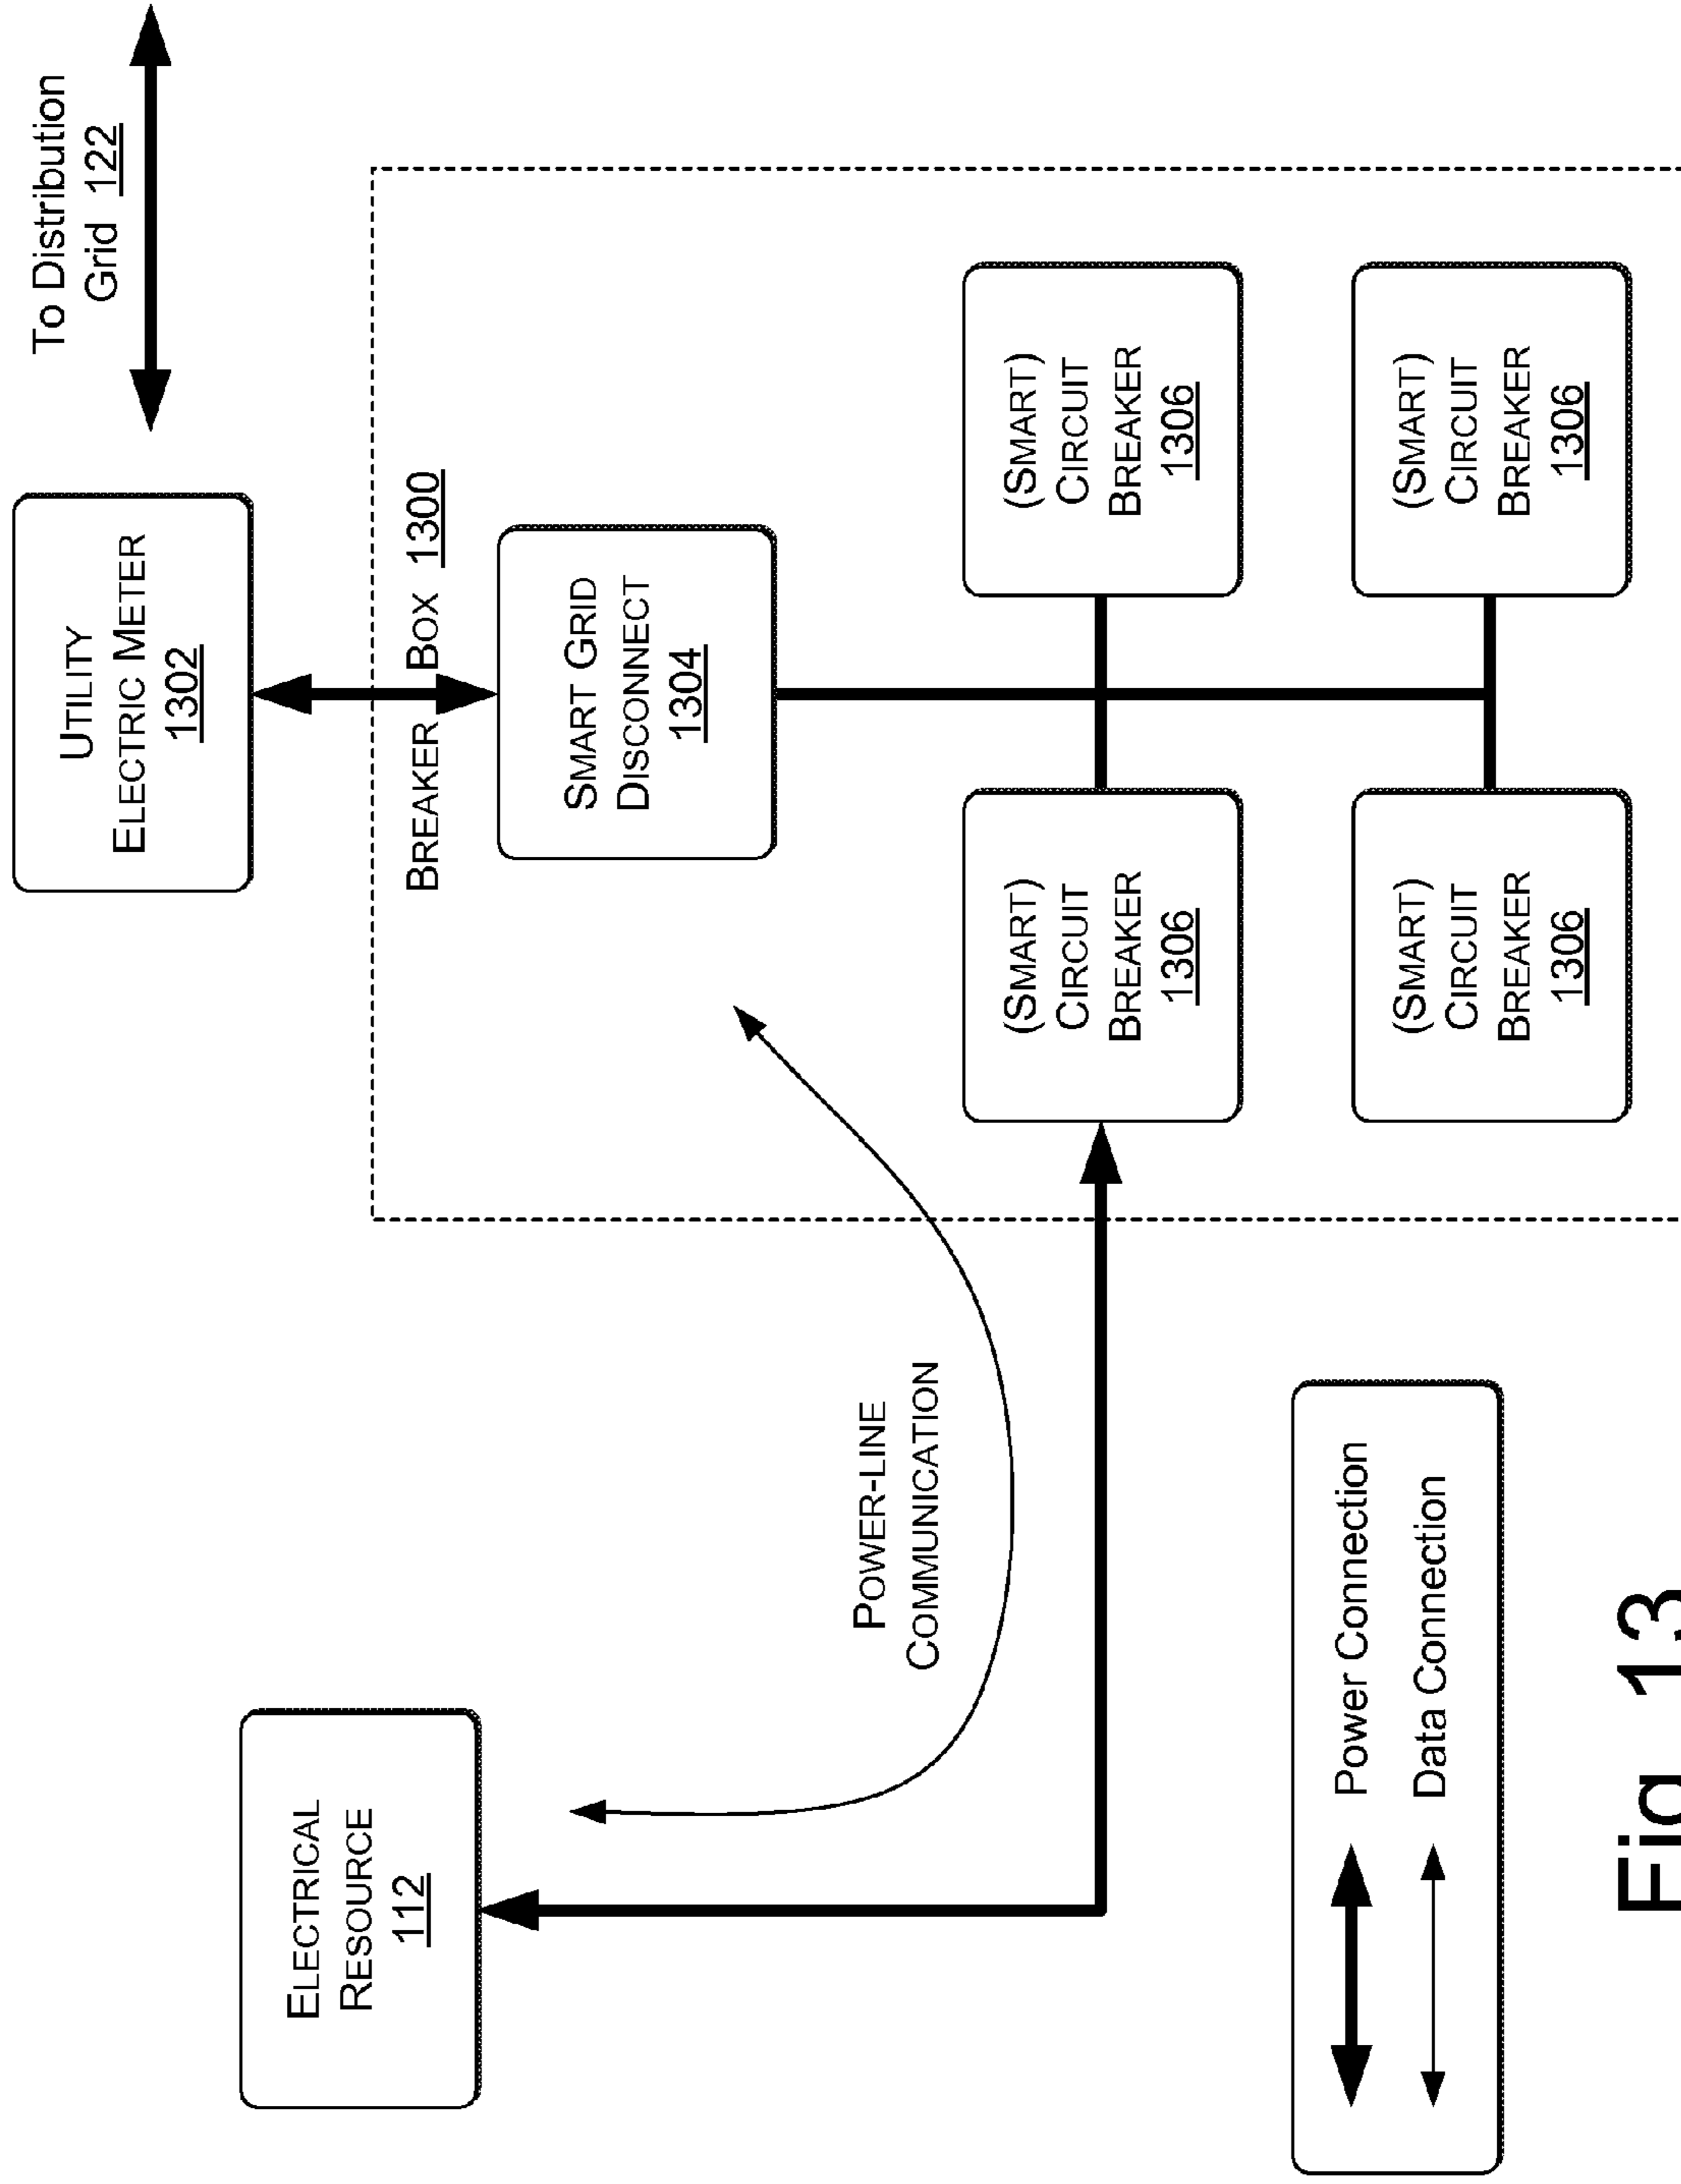 To Distribution
Grid 122
UTILITY
ELECTRIC METER
1302
BREAKER BOX 1300
SMART GRID
DISCONNECT
1304
ELECTRICAL
RESOURCE
112
POWER-LINE
COMMUNICATION
(SMART)
CIRCUIT
BREAKER
1306
(SMART)
CIRCUIT
BREAKER
1306
(SMART)
CIRCUIT
BREAKER
1306
(SMART)
CIRCUIT
BREAKER
1306
Power Connection
Data Connection
Fig. 13